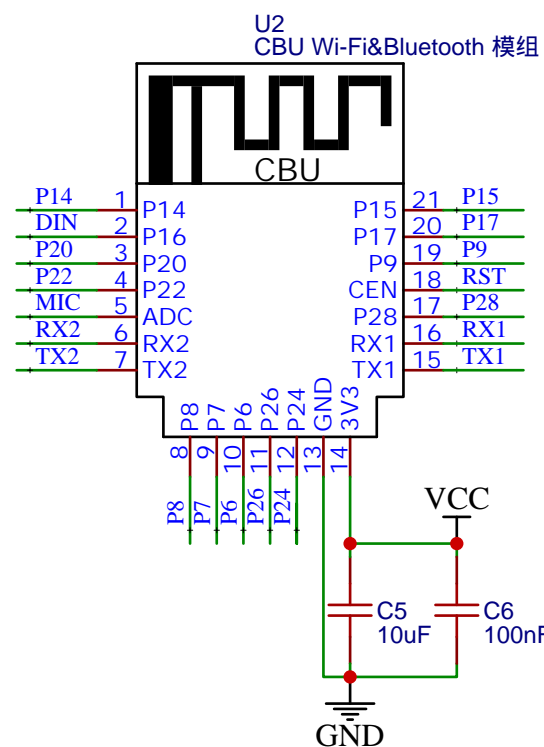 U2
CBU Wi-Fi&Bluetooth 模组
CBU
P14 1 P14
DIN 2 P16
P20 3 P20
P22 4 P22
MIC 5 ADC
RX2 6 RX2
TX2 7 TX2
P15 21 P15
P17 20 P17
P9 19 P9
CEN 18 RST
P28 17 P28
RX1 16 RX1
TX1 15 TX1
P8 P7 P6 P26 P24 GND 3V3
8 9 10 11 12 13 14
P8 P7 P6 P26 P24
VCC
C5
10uF
C6
100nF
GND